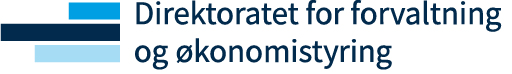 Direktoratet for forvaltning
og økonomistyring